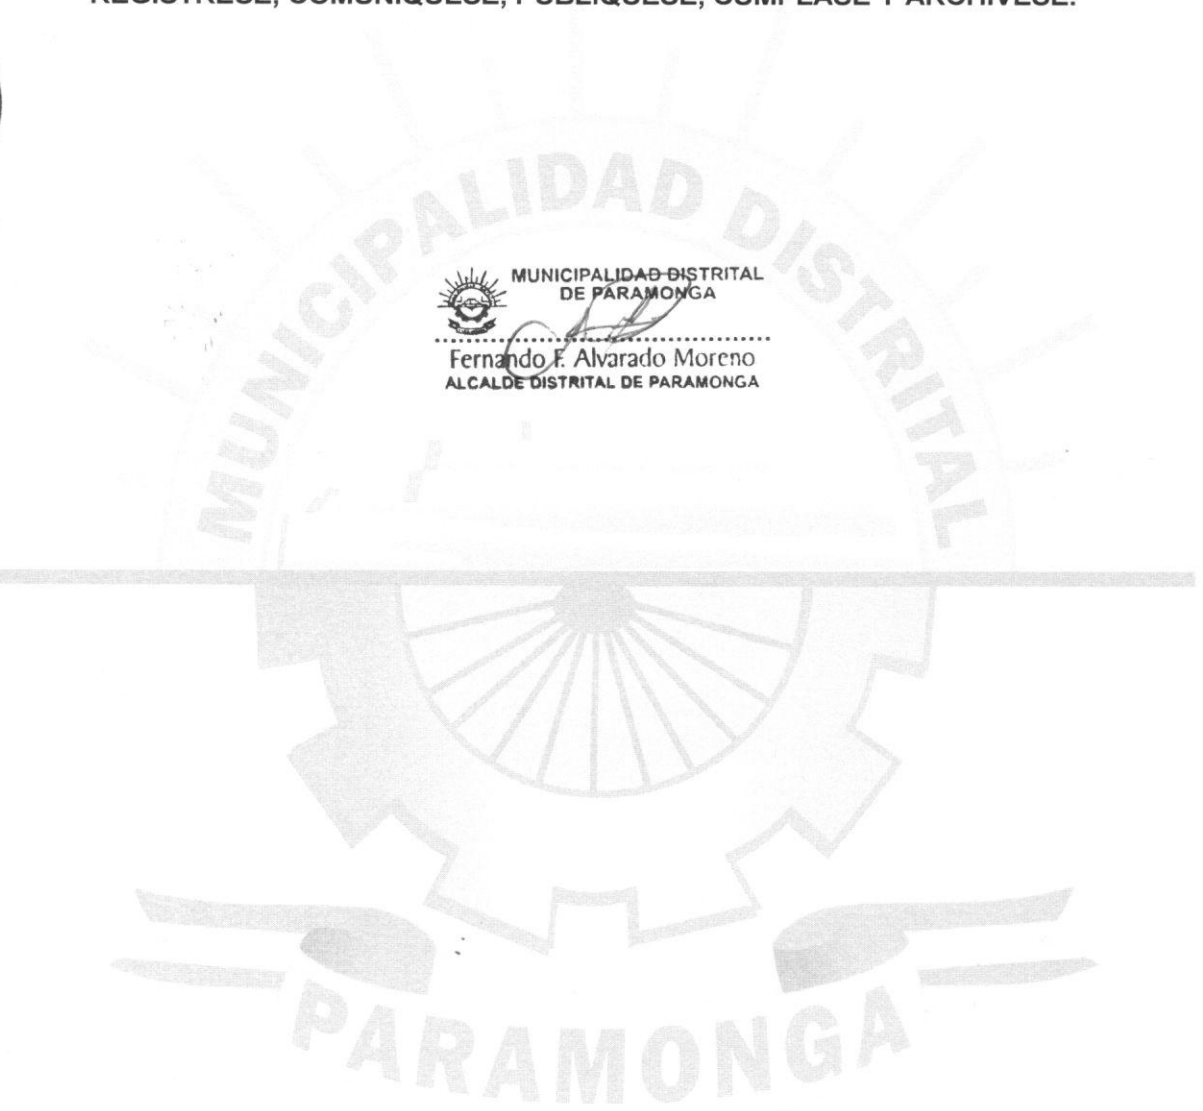 REGÍSTRESE, COMUNÍQUESE, PUBLÍQUESE, CÚMPLASE Y ARCHÍVESE.
MUNICIPALIDAD DISTRITAL
MUNICIPALIDAD DISTRITAL
DE PARAMONGA
Fernando F. Alvarado Moreno
ALCALDE DISTRITAL DE PARAMONGA
PARAMONGA